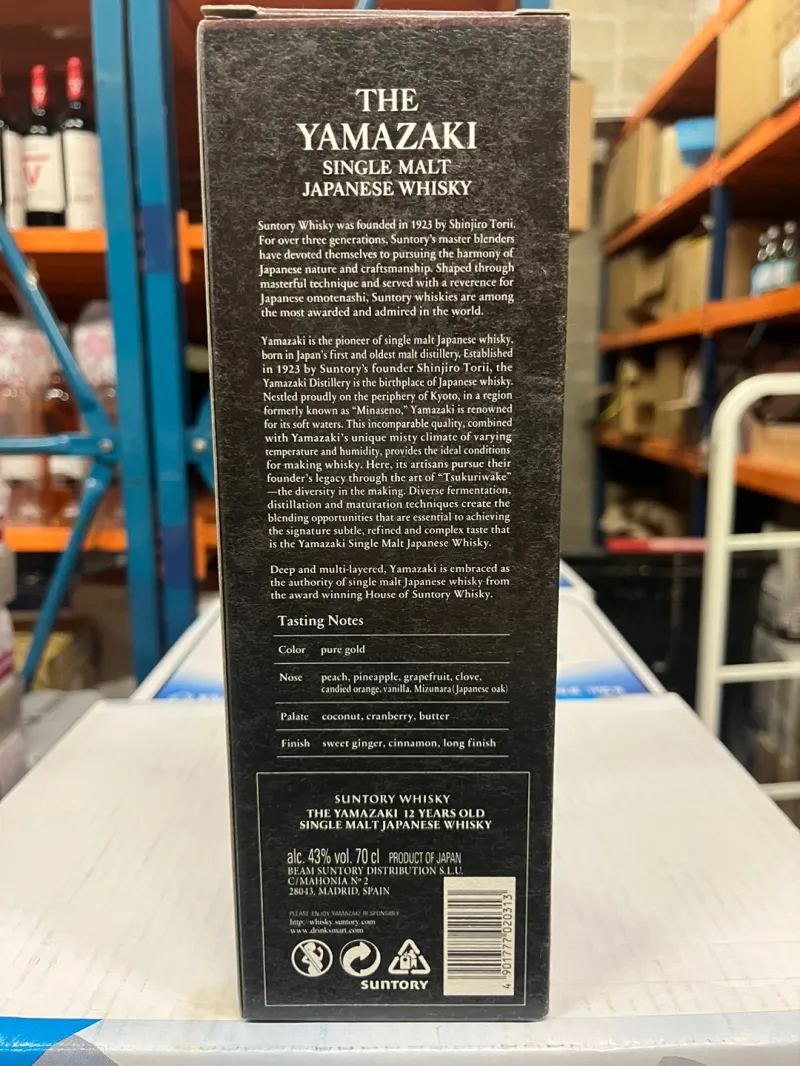 THE
YAMAZAKI
SINGLE MALT
JAPANESE WHISKY
Suntory Whisky was founded in 1923 by Shinjiro Torii.
For over three generations, Suntory's master blenders
have devoted themselves to pursuing the harmony of
Japanese nature and craftsmanship. Shaped through
masterful technique and served with a reverence for
Japanese omotenashi, Suntory whiskies are among
the most awarded and admired in the world.
Yamazaki is the pioneer of single malt Japanese whisky,
born in Japan's first and oldest malt distillery. Established
in 1923 by Suntory's founder Shinjiro Torii, the
Yamazaki Distillery is the birthplace of Japanese whisky.
Nestled proudly on the periphery of Kyoto, in a region
formerly known as “Minaseno,” Yamazaki is renowned
for its soft waters. This incomparable quality, combined
with Yamazaki's unique misty climate of varying
temperature and humidity, provides the ideal conditions
for making whisky. Here, its artisans pursue their
founder's legacy through the art of “Tsukuriwake”
—the diversity in the making. Diverse fermentation,
distillation and maturation techniques create the
blending opportunities that are essential to achieving
the signature subtle, refined and complex taste that
is the Yamazaki Single Malt Japanese Whisky.
Deep and multi-layered, Yamazaki is embraced as
the authority of single malt Japanese whisky from
the award winning House of Suntory Whisky.
Tasting Notes
Color pure gold
Nose peach, pineapple, grapefruit, clove,
candied orange, vanilla, Mizunara(Japanese oak)
Palate coconut, cranberry, butter
Finish sweet ginger, cinnamon, long finish
SUNTORY WHISKY
THE YAMAZAKI 12 YEARS OLD
SINGLE MALT JAPANESE WHISKY
alc. 43% vol. 70 cl PRODUCT OF JAPAN
BEAM SUNTORY DISTRIBUTION S.L.U.
C/MAHONIA Nº 2
28043, MADRID, SPAIN
PLEASE ENJOY YAMAZAKI RESPONSIBLY
http://whisky.suntory.com
www.drinksmart.com
SUNTORY
4 901777 020313